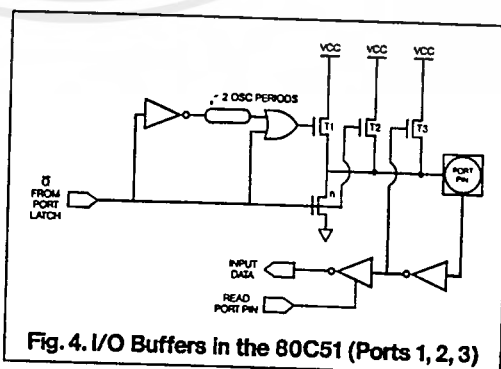 VCC VCC VCC
2 OSC PERIODS
T1 T2 T3
Q̄
FROM
PORT
LATCH
n
PORT
PIN
INPUT
DATA
READ
PORT PIN
Fig. 4. I/O Buffers in the 80C51 (Ports 1, 2, 3)